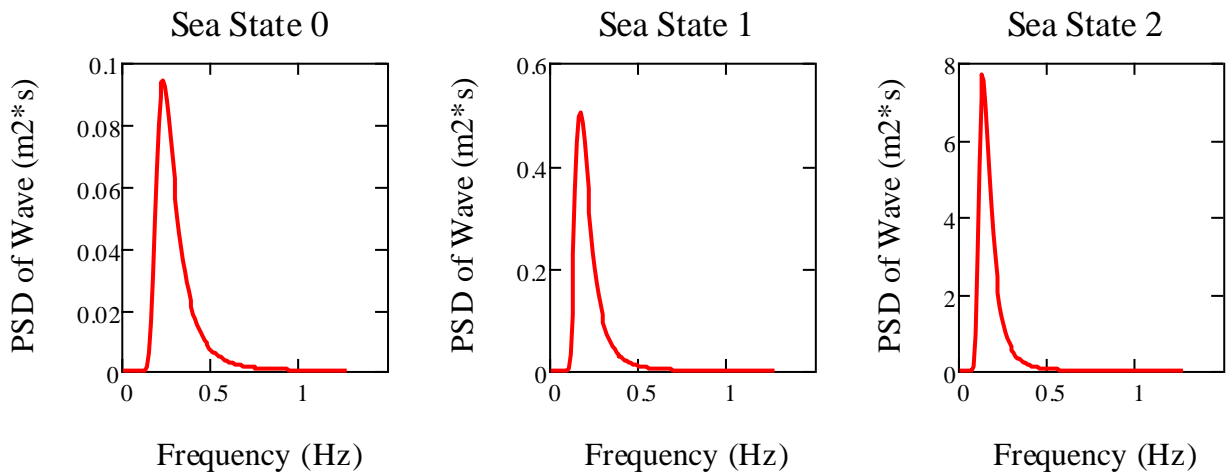 Sea State 0
PSD of Wave (m2*s)
0.1
0.08
0.06
0.04
0.02
0
0 0.5 1
Frequency (Hz)
Sea State 1
PSD of Wave (m2*s)
0.6
0.4
0.2
0
0 0.5 1
Frequency (Hz)
Sea State 2
PSD of Wave (m2*s)
8
6
4
2
0
0 0.5 1
Frequency (Hz)